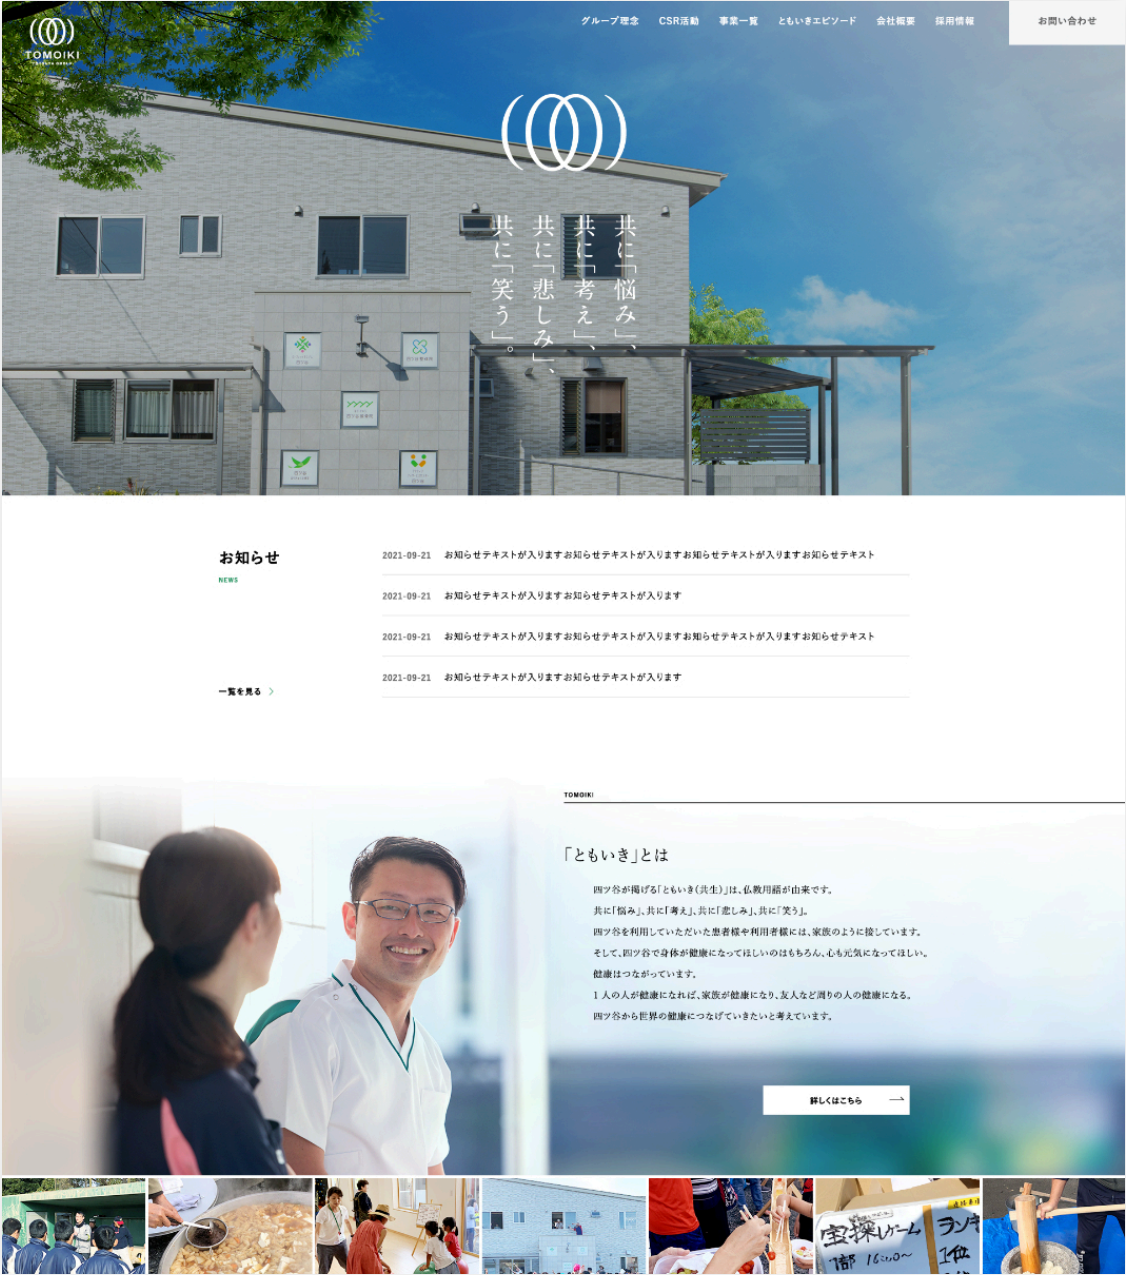 TOMOIKI
グループ理念 CSR活動 事業一覧 ともいきエピソード 会社概要 採用情報 お問い合わせ
共に「悩み」、
共に「考え」、
共に「悲しみ」、
共に「笑う」。
お知らせ
NEWS
一覧を見る
2021-09-21 お知らせテキストが入りますお知らせテキストが入りますお知らせテキストが入りますお知らせテキスト
2021-09-21 お知らせテキストが入りますお知らせテキストが入ります
2021-09-21 お知らせテキストが入りますお知らせテキストが入りますお知らせテキストが入りますお知らせテキスト
2021-09-21 お知らせテキストが入りますお知らせテキストが入ります
TOMOIKI
「ともいき」とは
四ツ谷が掲げる「ともいき(共生)」は、仏教用語が由来です。
共に「悩み」、共に「考え」、共に「悲しみ」、共に「笑う」。
四ツ谷を利用していただいた患者様や利用者様には、家族のように接しています。
そして、四ツ谷で身体が健康になってほしいのはもちろん、心も元気になってほしい。
健康はつながっています。
1人の人が健康になれば、家族が健康になり、友人など周りの人の健康になる。
四ツ谷から世界の健康につなげていきたいと考えています。
詳しくはこちら
宝探しゲーム
1部 16:00〜
1位